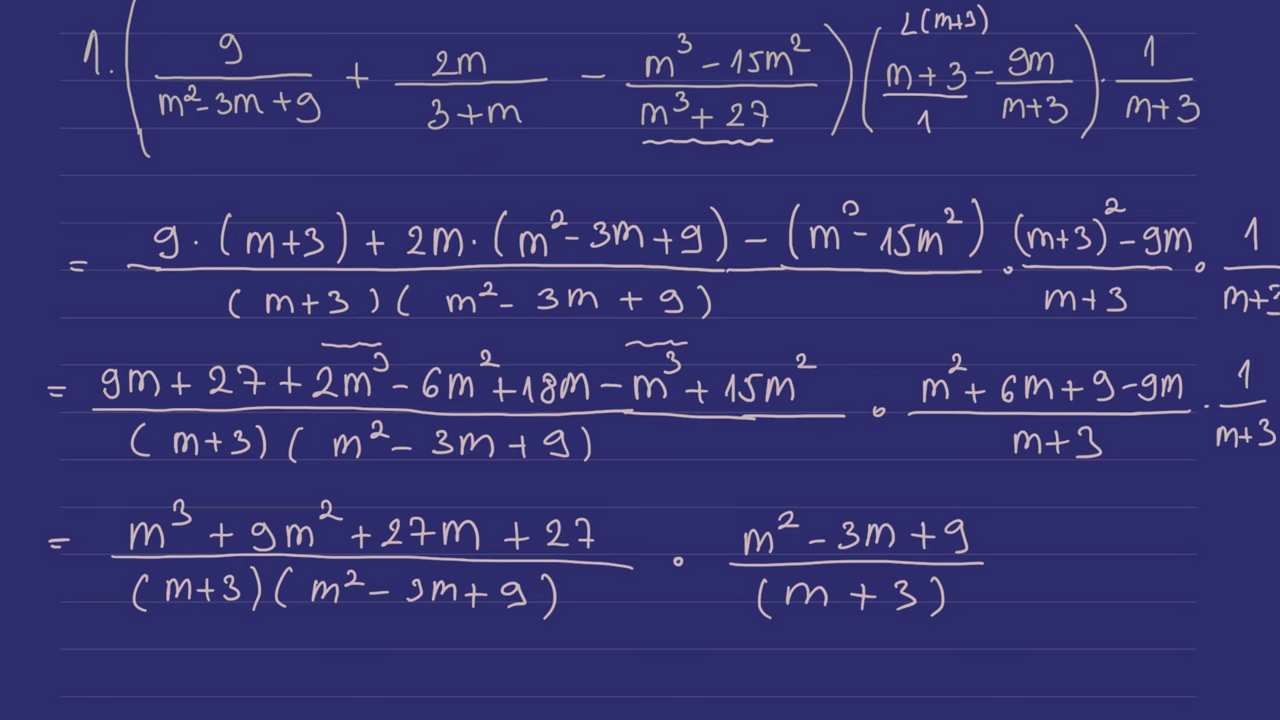 L(m+3)
1. ( 9/(m² - 3m + 9) + 2m/(3+m) - (m³ - 15m²)/(m³ + 27) ) ( (m+3)/1 - 9m/(m+3) ) · 1/(m+3)
= (9·(m+3) + 2m·(m² - 3m + 9) - (m³ - 15m²))/((m+3)(m² - 3m + 9)) · ((m+3)² - 9m)/(m+3) · 1/(m+3)
= (9m + 27 + 2m³ - 6m² + 18m - m³ + 15m²)/((m+3)(m² - 3m + 9)) · (m² + 6m + 9 - 9m)/(m+3) · 1/(m+3)
= (m³ + 9m² + 27m + 27)/((m+3)(m² - 3m + 9)) · (m² - 3m + 9)/(m+3)